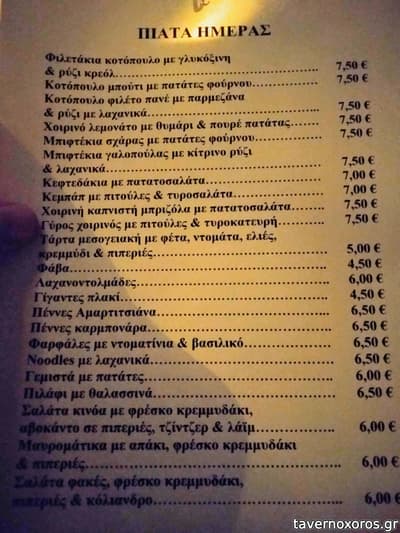 ΠΙΑΤΑ ΗΜΕΡΑΣ
Φιλετάκια κοτόπουλο με γλυκόξινη
& ρύζι κρεόλ........................................ 7,50 €
Κοτόπουλο μπούτι με πατάτες φούρνου............... 7,50 €
Κοτόπουλο φιλέτο πανέ με παρμεζάνα
& ρύζι με λαχανικά................................... 7,50 €
Χοιρινό λεμονάτο με θυμάρι & πουρέ πατάτας....... 7,50 €
Μπιφτέκια σχάρας με πατάτες φούρνου.............. 7,50 €
Μπιφτέκια γαλοπούλας με κίτρινο ρύζι
& λαχανικά........................................... 7,50 €
Κεφτεδάκια με πατατοσαλάτα........................ 7,00 €
Κεμπάπ με πιτούλες & τυροσαλάτα................... 7,00 €
Χοιρινή καπνιστή μπριζόλα με πατατοσαλάτα........ 7,50 €
Γύρος χοιρινός με πιτούλες & τυροκατευρή.......... 7,50 €
Τάρτα μεσογειακή με φέτα, ντομάτα, ελιές,
κρεμμύδι & πιπεριές................................. 5,00 €
Φάβα.................................................. 4,50 €
Λαχανοντολμάδες..................................... 6,00 €
Γίγαντες πλακί....................................... 4,50 €
Πέννες Αμαρτιτσιάνα................................. 6,50 €
Πέννες καρμπονάρα................................... 6,50 €
Φαρφάλες με ντοματίνια & βασιλικό.................. 6,50 €
Noodles με λαχανικά.................................. 6,50 €
Γεμιστά με πατάτες................................... 6,00 €
Πιλάφι με θαλασσινά.................................. 6,50 €
Σαλάτα κινόα με φρέσκο κρεμμυδάκι,
αβοκάντο σε πιπεριές, τζίντζερ & λάϊμ............... 6,00 €
Μαυρομάτικα με απάκι, φρέσκο κρεμμυδάκι
& πιπεριές............................................ 6,00 €
Σαλάτα φακές, φρέσκο κρεμμυδάκι,
πιπεριές & κόλιανδρο................................. 6,00 €
tavernoxoros.gr